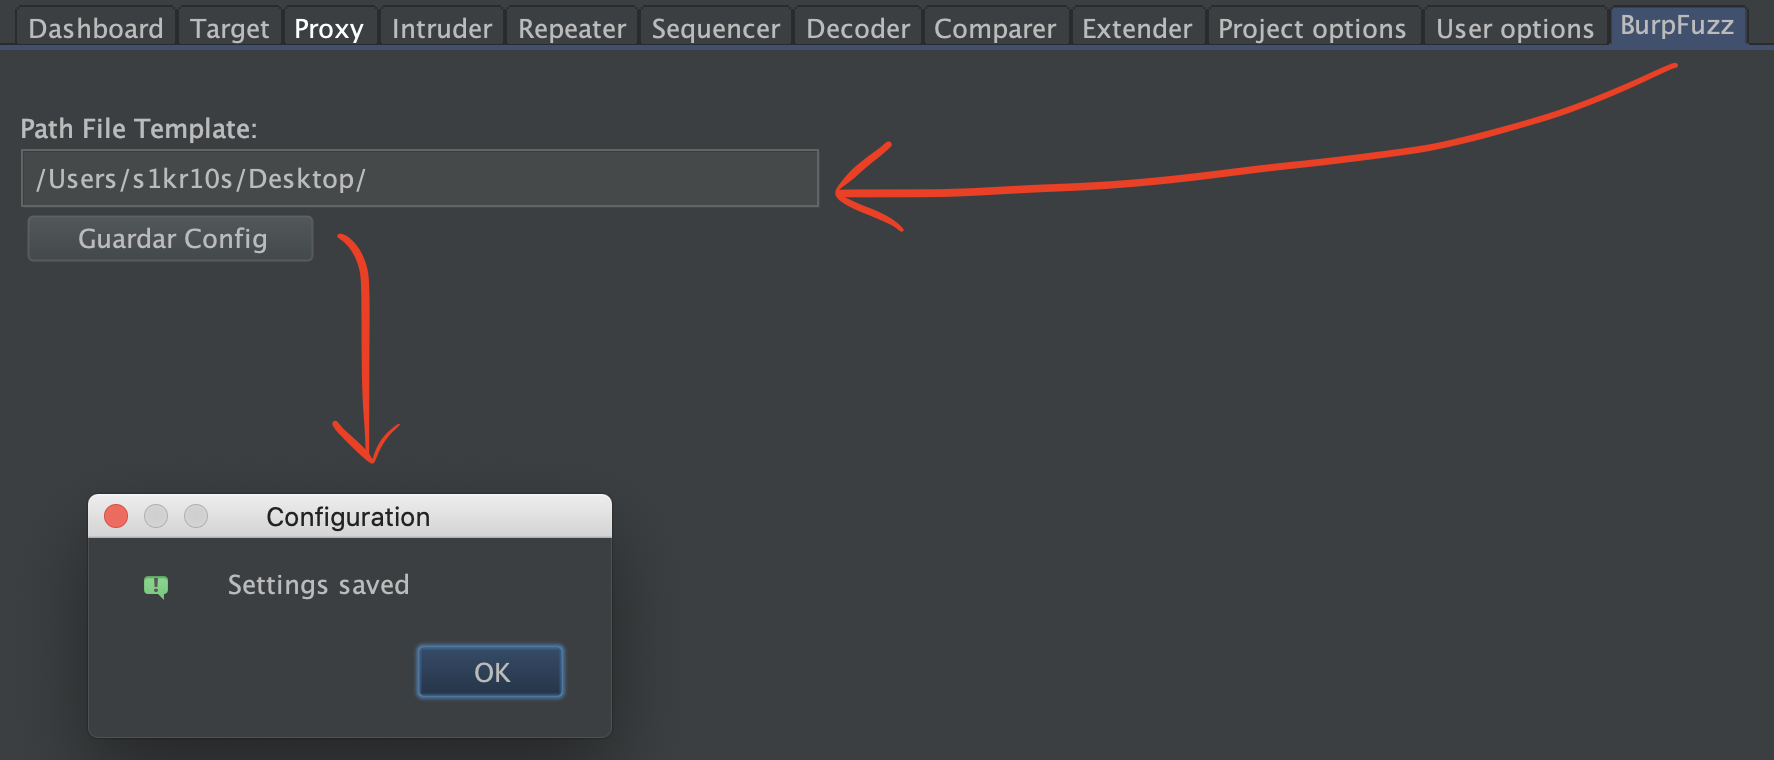 Dashboard Target Proxy Intruder Repeater Sequencer Decoder Comparer Extender Project options User options BurpFuzz
Path File Template:
/Users/s1kr10s/Desktop/
Guardar Config
Configuration
Settings saved
OK